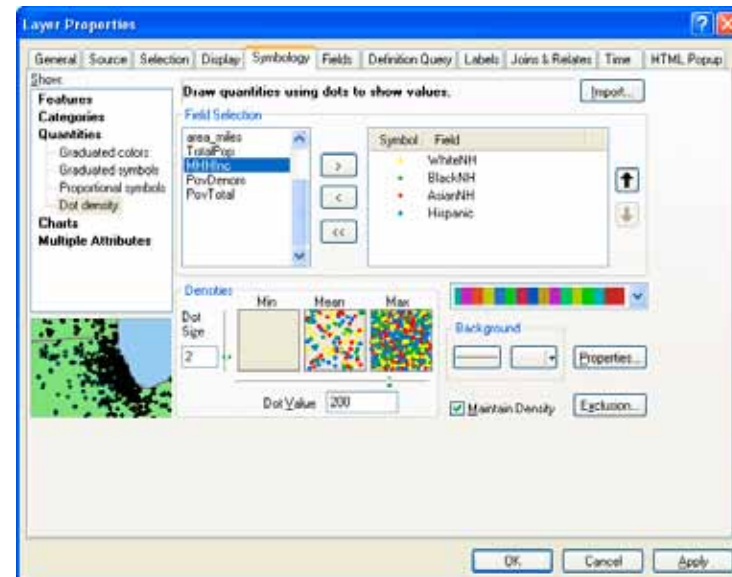 Layer Properties
General Source Selection Display Symbology Fields Definition Query Labels Joins & Relates Time HTML Popup
Show:
Features
Categories
Quantities
Graduated colors
Graduated symbols
Proportional symbols
Dot density
Charts
Multiple Attributes
Draw quantities using dots to show values.
Import...
Field Selection
area_miles
TotalPop
MHHInc
PovDenom
PovTotal
>
<
<<
Symbol Field
WhiteNH
BlackNH
AsianNH
Hispanic
Densities
Min Mean Max
Dot
Size
2
Dot Value 200
Background
Properties...
Maintain Density
Exclusion...
OK Cancel Apply